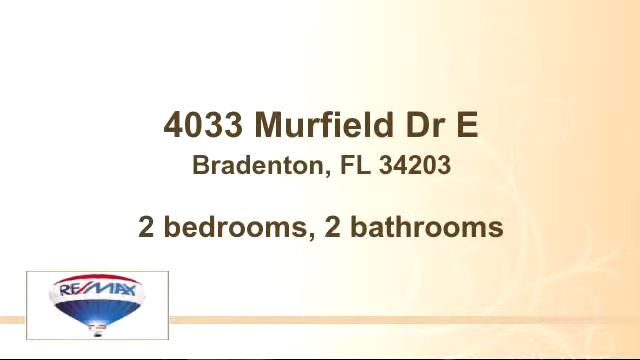 4033 Murfield Dr E
Bradenton, FL 34203
2 bedrooms, 2 bathrooms
RE/MAX